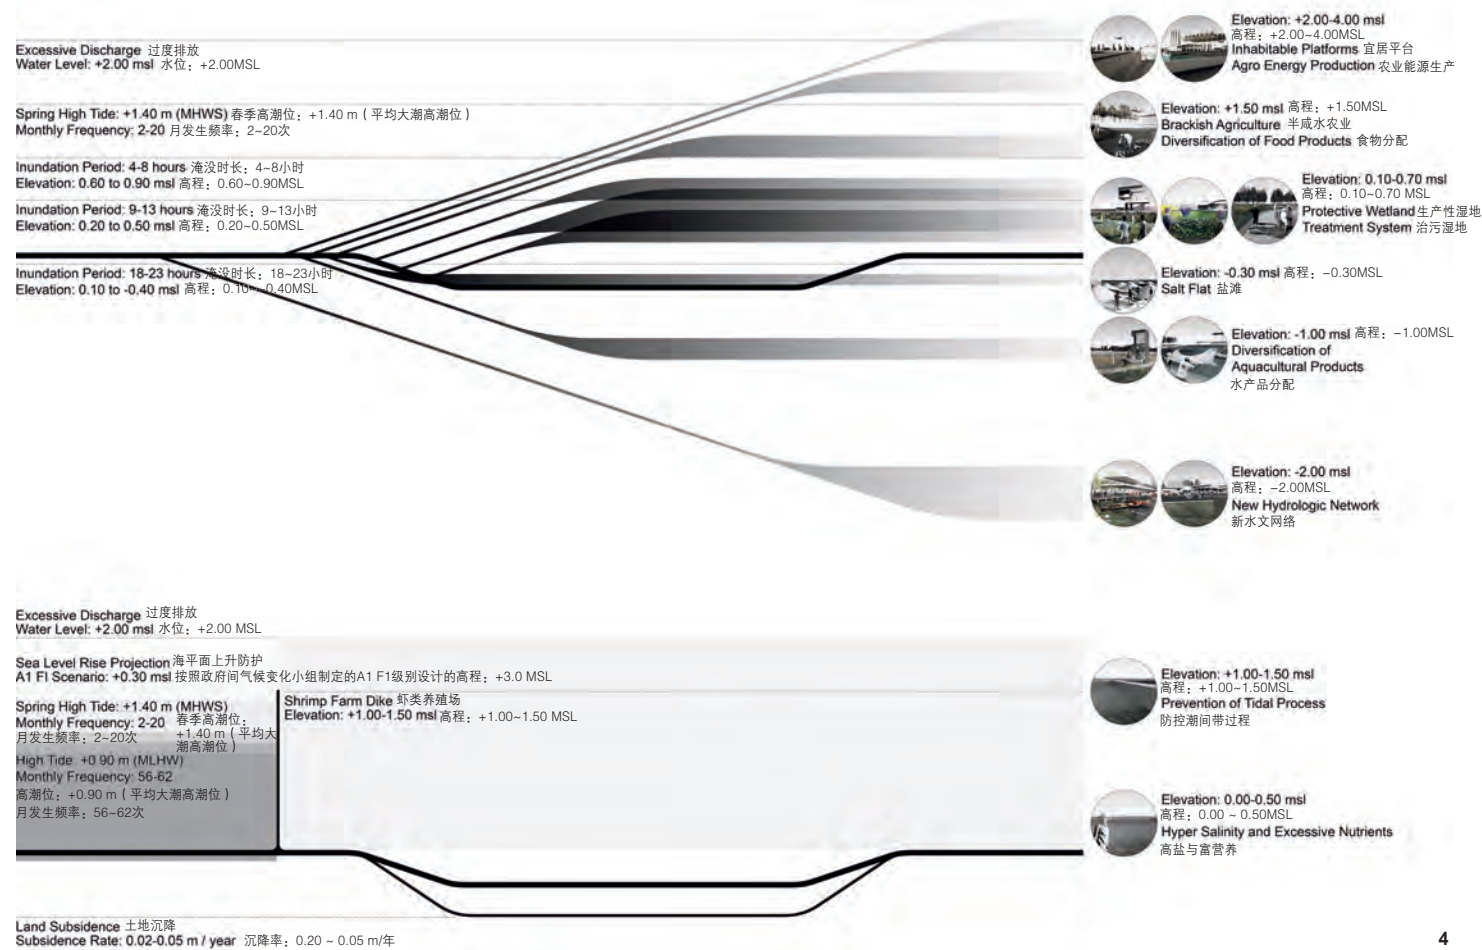 Excessive Discharge 过度排放
Water Level: +2.00 msl 水位：+2.00MSL
Spring High Tide: +1.40 m (MHWS) 春季高潮位：+1.40 m（平均大潮高潮位）
Monthly Frequency: 2-20 月发生频率：2~20次
Inundation Period: 4-8 hours 淹没时长：4~8小时
Elevation: 0.60 to 0.90 msl 高程：0.60~0.90MSL
Inundation Period: 9-13 hours 淹没时长：9~13小时
Elevation: 0.20 to 0.50 msl 高程：0.20~0.50MSL
Inundation Period: 18-23 hours 淹没时长：18~23小时
Elevation: 0.10 to -0.40 msl 高程：0.10~-0.40MSL
Elevation: +2.00-4.00 msl
高程：+2.00~4.00MSL
Inhabitable Platforms 宜居平台
Agro Energy Production 农业能源生产
Elevation: +1.50 msl 高程：+1.50MSL
Brackish Agriculture 半咸水农业
Diversification of Food Products 食物分配
Elevation: 0.10-0.70 msl
高程：0.10~0.70 MSL
Protective Wetland 生产性湿地
Treatment System 治污湿地
Elevation: -0.30 msl 高程：-0.30MSL
Salt Flat 盐滩
Elevation: -1.00 msl 高程：-1.00MSL
Diversification of
Aquacultural Products
水产品分配
Elevation: -2.00 msl
高程：-2.00MSL
New Hydrologic Network
新水文网络
Excessive Discharge 过度排放
Water Level: +2.00 msl 水位：+2.00 MSL
Sea Level Rise Projection 海平面上升防护
A1 FI Scenario: +0.30 msl 按照政府间气候变化小组制定的A1 F1级别设计的高程：+3.0 MSL
Spring High Tide: +1.40 m (MHWS)
Monthly Frequency: 2-20
月发生频率：2~20次
春季高潮位：
+1.40 m（平均大
潮高潮位）
High Tide: +0.90 m (MLHW)
Monthly Frequency: 56-62
高潮位：+0.90 m（平均大潮高潮位）
月发生频率：56~62次
Shrimp Farm Dike 虾类养殖场
Elevation: +1.00-1.50 msl 高程：+1.00~1.50 MSL
Elevation: +1.00-1.50 msl
高程：+1.00~1.50MSL
Prevention of Tidal Process
防控潮间带过程
Elevation: 0.00-0.50 msl
高程：0.00 ~ 0.50MSL
Hyper Salinity and Excessive Nutrients
高盐与富营养
Land Subsidence 土地沉降
Subsidence Rate: 0.02-0.05 m / year 沉降率：0.20 ~ 0.05 m/年
4